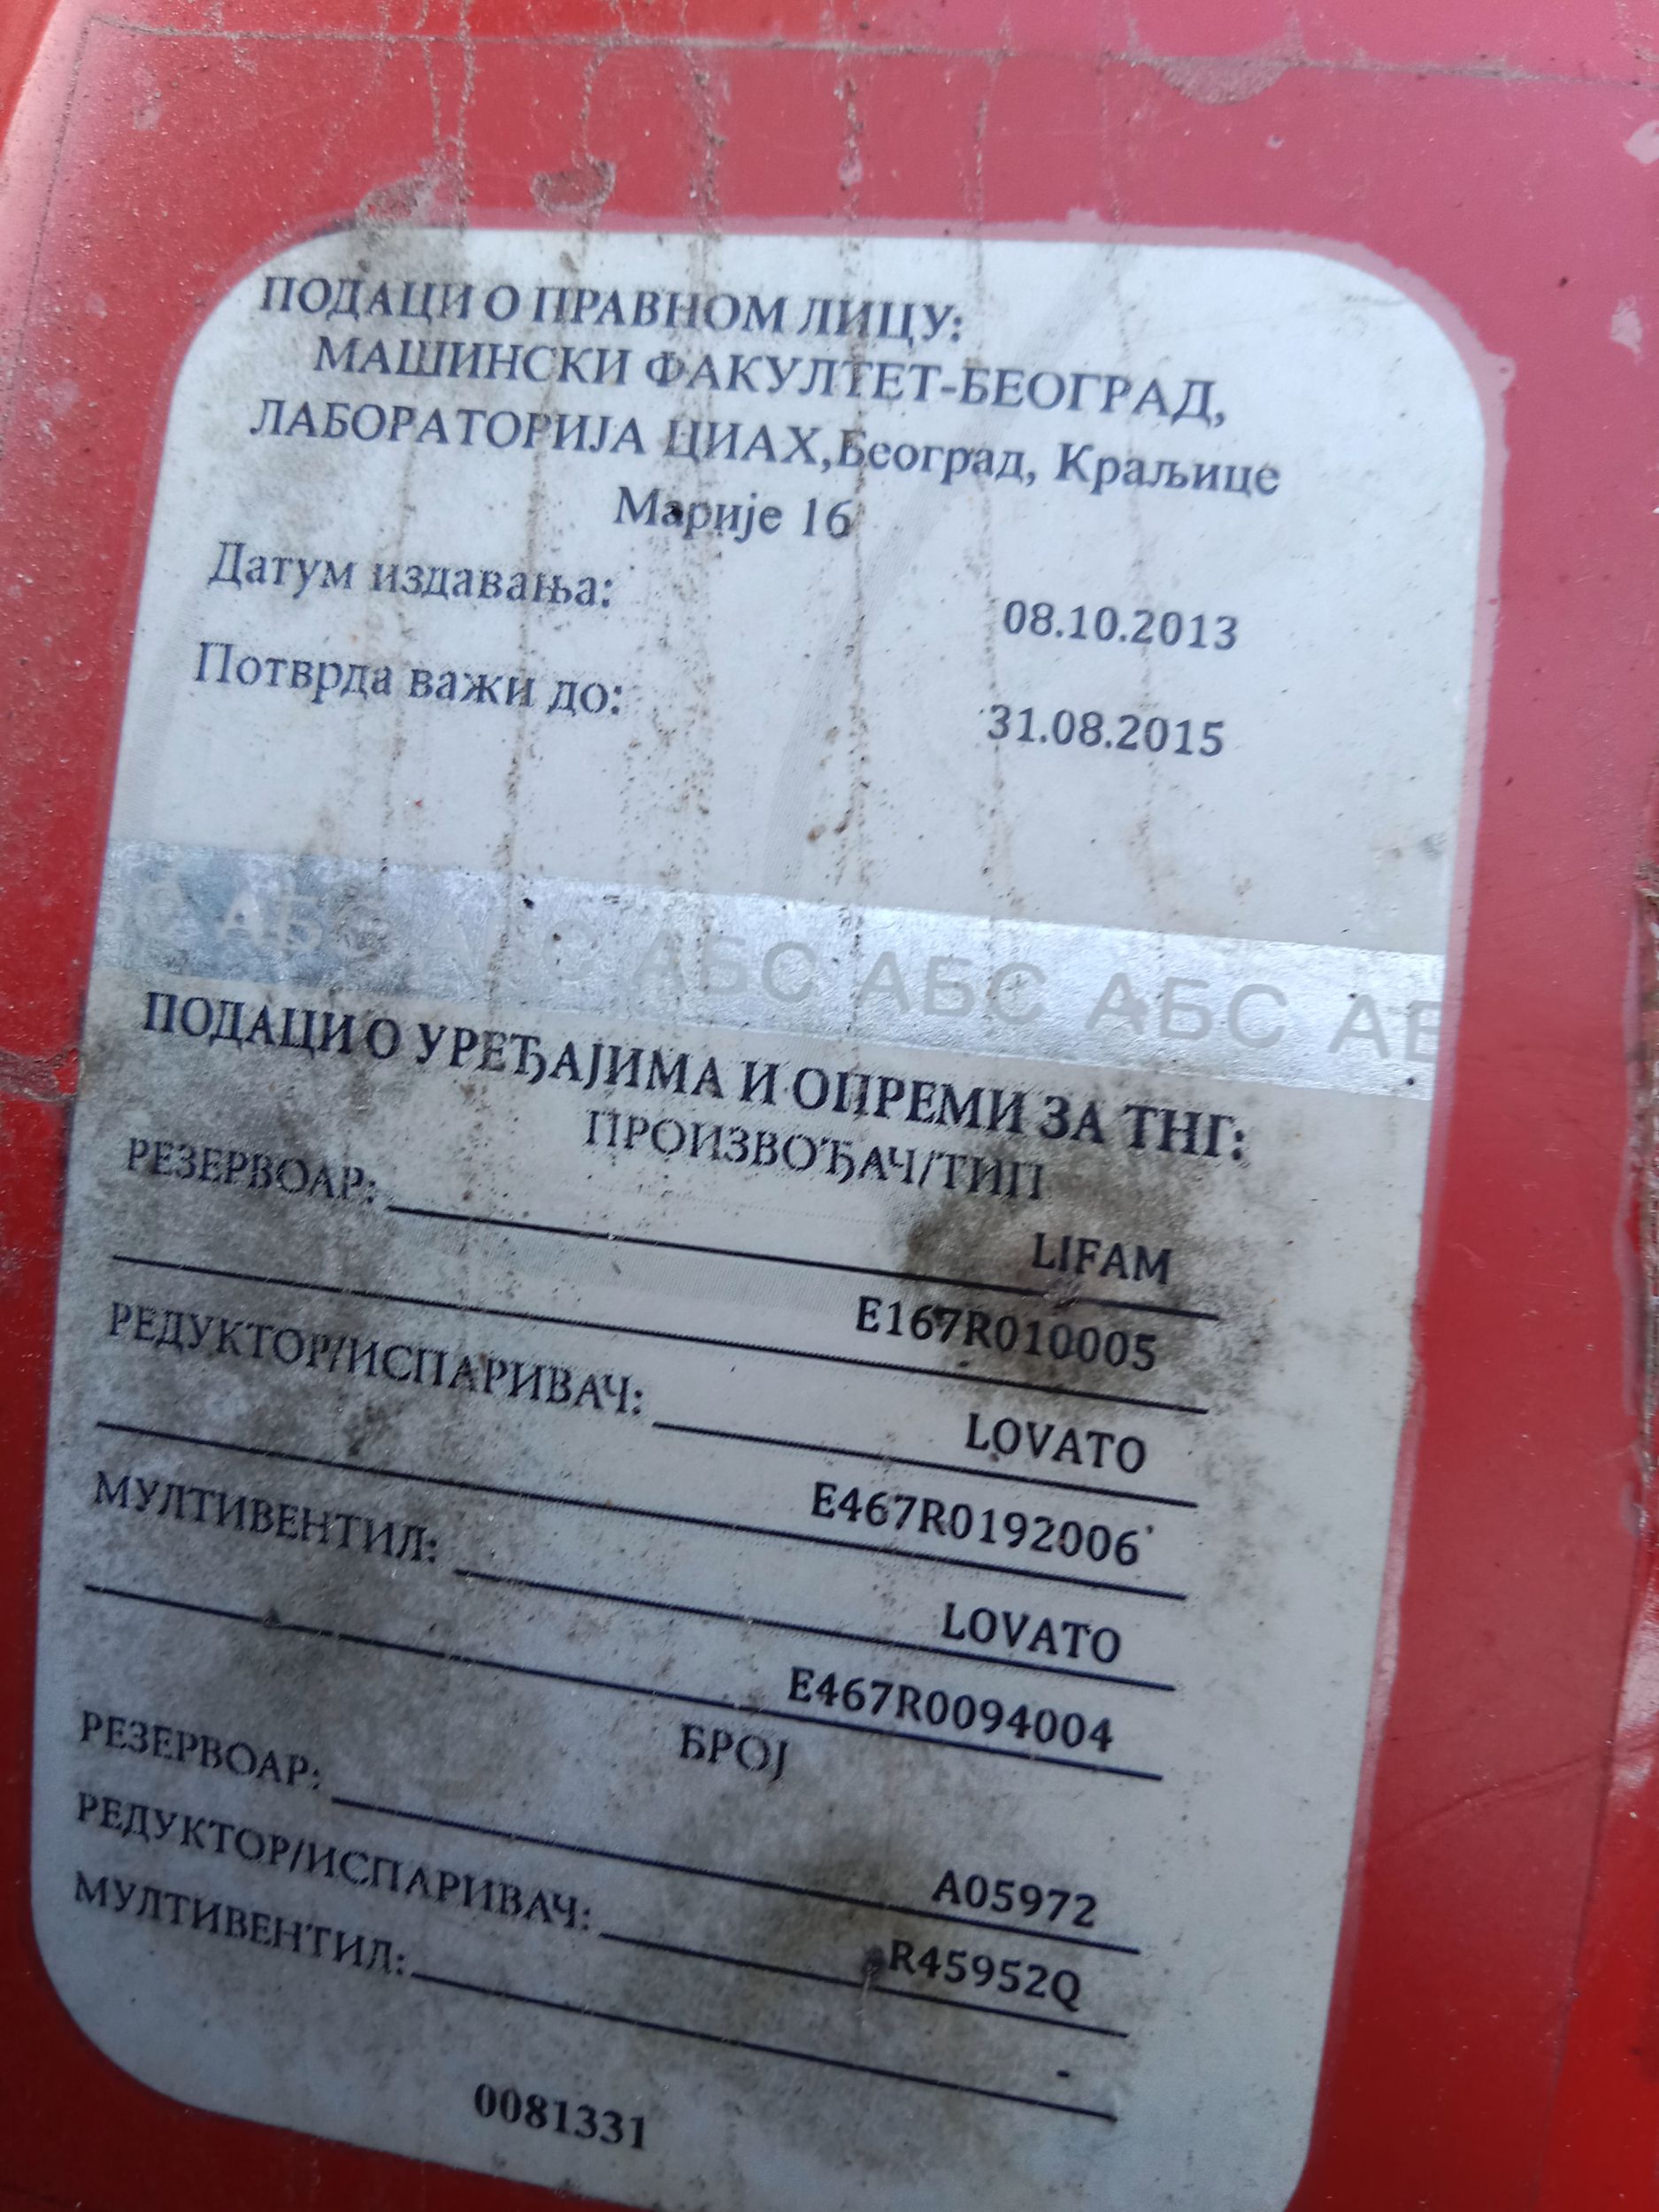 ПОДАЦИ О ПРАВНОМ ЛИЦУ:
МАШИНСКИ ФАКУЛТЕТ-БЕОГРАД,
ЛАБОРАТОРИЈА ЦИАХ,Београд, Краљице
Марије 16
Датум издавања: 08.10.2013
Потврда важи до: 31.08.2015
АБС АБС АБС АБС
ПОДАЦИ О УРЕЂАЈИМА И ОПРЕМИ ЗА ТНГ:
ПРОИЗВОЂАЧ/ТИП
РЕЗЕРВОАР: LIFAM
E167R010005
РЕДУКТОР/ИСПАРИВАЧ: LOVATO
E467R0192006
МУЛТИВЕНТИЛ: LOVATO
E467R0094004
БРОЈ
РЕЗЕРВОАР: A05972
РЕДУКТОР/ИСПАРИВАЧ: R45952Q
МУЛТИВЕНТИЛ: -
0081331